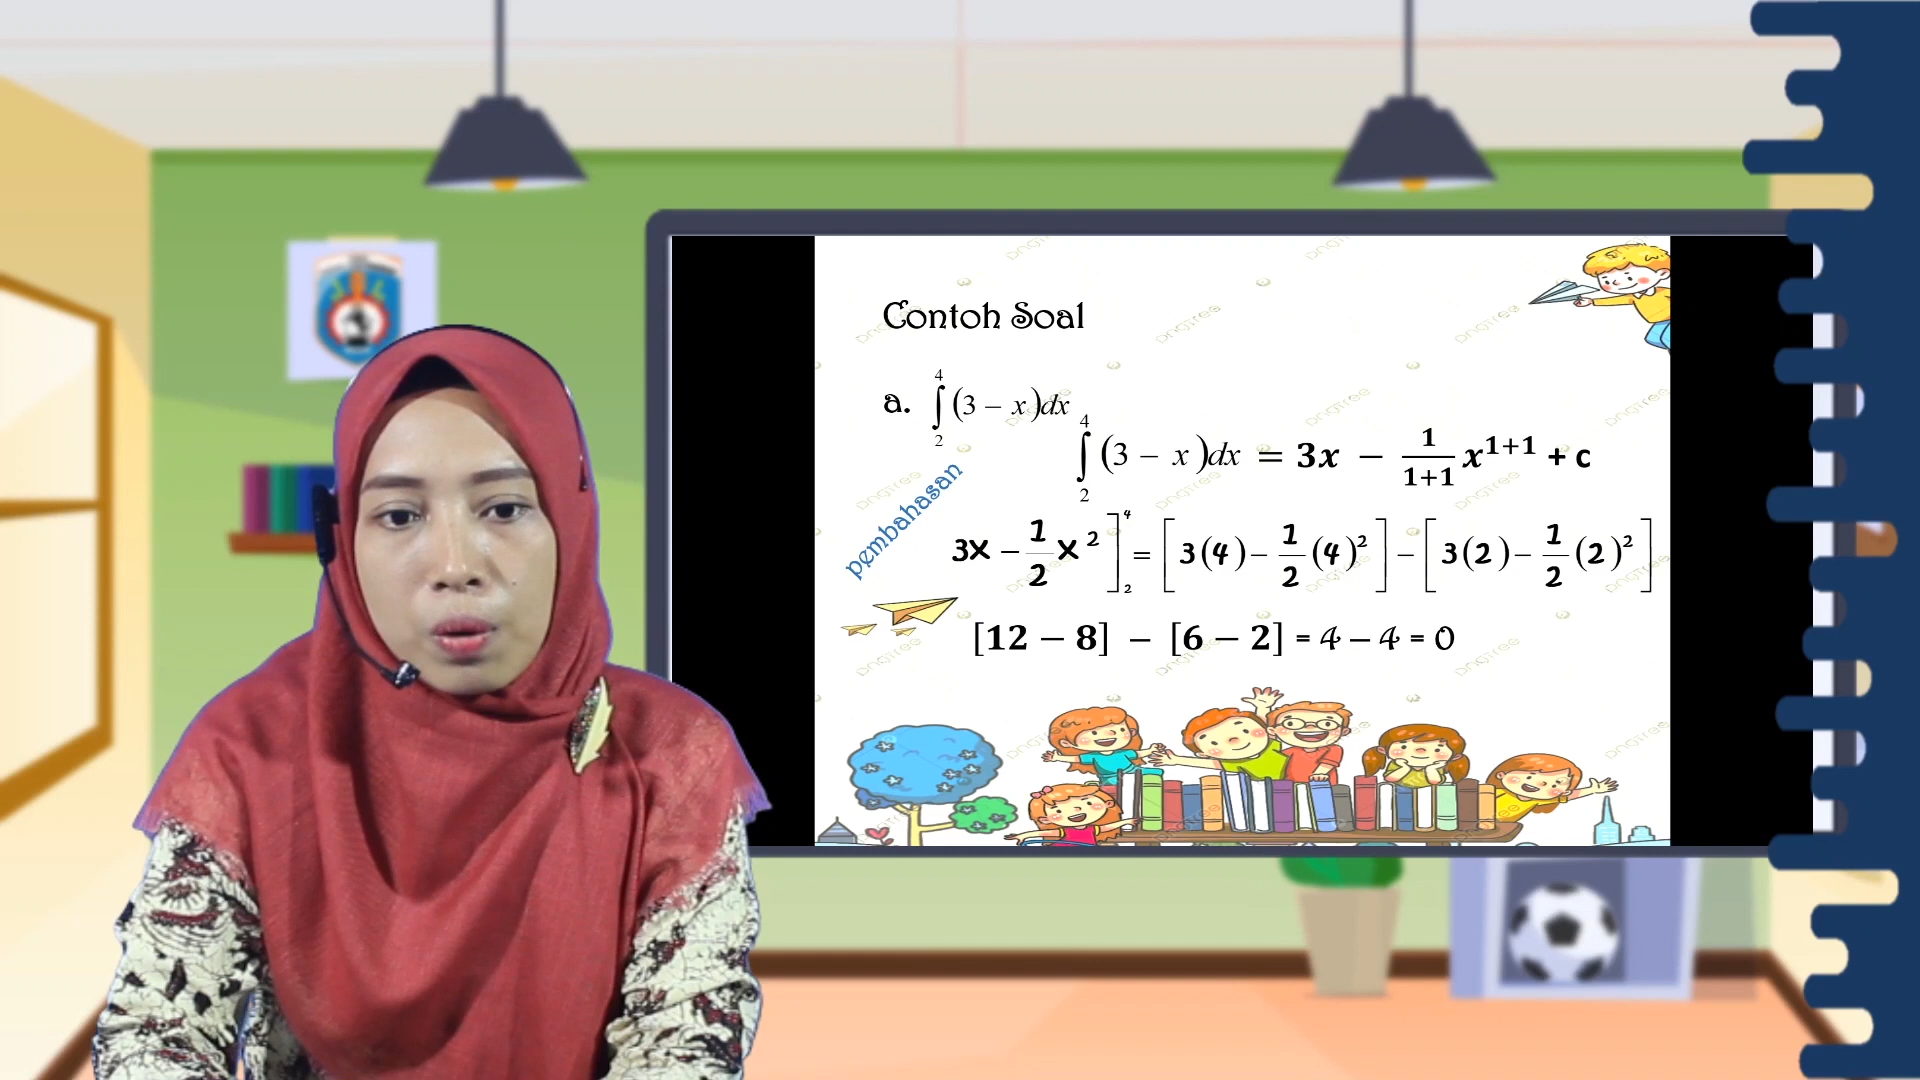 Contoh Soal
a. ∫₂⁴ (3 – x)dx
pembahasan
∫₂⁴ (3 – x)dx = 3x − 1/(1+1) x¹⁺¹ + c
3X – 1/2 X²]₂⁴ = [3(4) – 1/2 (4)²] – [3(2) – 1/2 (2)²]
[12 − 8] − [6 − 2] = 4 – 4 = 0